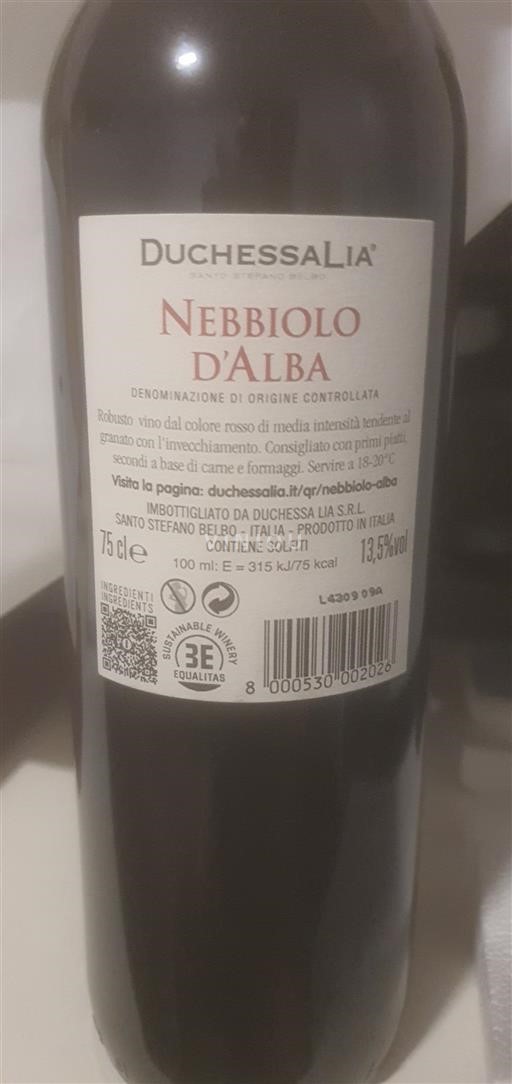 DUCHESSALIA®
SANTO STEFANO BELBO
NEBBIOLO
D'ALBA
DENOMINAZIONE DI ORIGINE CONTROLLATA
Robusto vino dal colore rosso di media intensità tendente al
granato con l'invecchiamento. Consigliato con primi piatti,
secondi a base di carne e formaggi. Servire a 18-20°C
Visita la pagina: duchessalia.it/qr/nebbiolo-alba
IMBOTTIGLIATO DA DUCHESSA LIA S.R.L.
SANTO STEFANO BELBO - ITALIA - PRODOTTO IN ITALIA
CONTIENE SOLFITI
75 cl e
13,5%vol
100 ml: E = 315 kJ/75 kcal
L4309 09A
INGREDIENTI
INGREDIENTS
SUSTAINABLE WINERY
3E
EQUALITAS
8 000530 002026